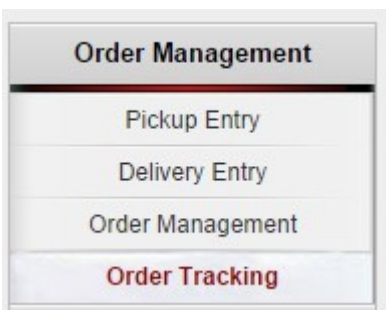 Order Management
Pickup Entry
Delivery Entry
Order Management
Order Tracking